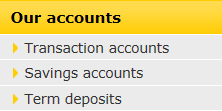 Our accounts
Transaction accounts
Savings accounts
Term deposits